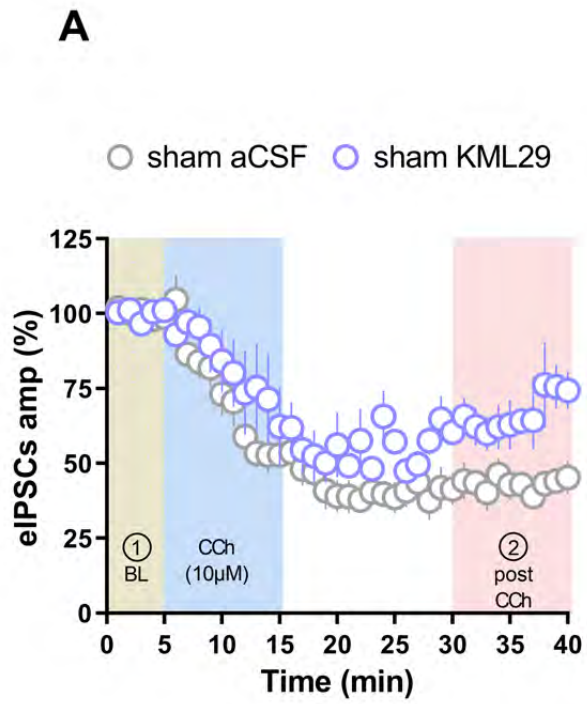 A
sham aCSF sham KML29
eIPSCs amp (%)
125
100
75
50
25
0
1
BL
CCh
(10µM)
2
post
CCh
0 5 10 15 20 25 30 35 40
Time (min)